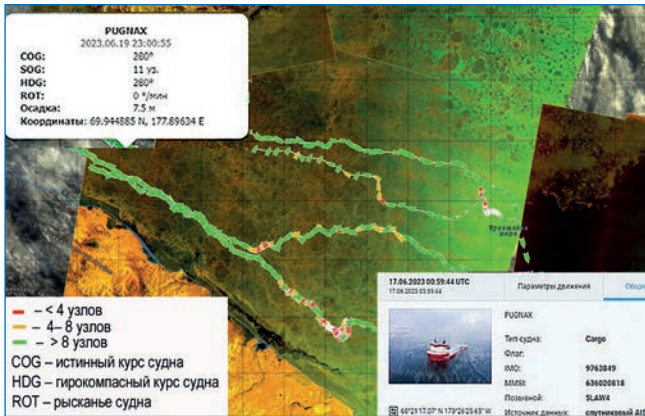 PUGNAX
2023.06.19 23:00:55
COG: 280°
SOG: 11 уз.
HDG: 280°
ROT: 0 °/мин
Осадка: 7.5 м
Координаты: 69.944885 N, 177.89634 E
– < 4 узлов
– 4– 8 узлов
– > 8 узлов
COG – истинный курс судна
HDG – гирокомпасный курс судна
ROT – рысканье судна
17.06.2023 00:59:44 UTC
17.06.2023 03:59:44
Параметры движения
PUGNAX
Тип судна: Cargo
Флаг:
IMO: 9763849
MMSI: 636020818
Позывной: 5LAW4
Источник данных: спутниковый AIS